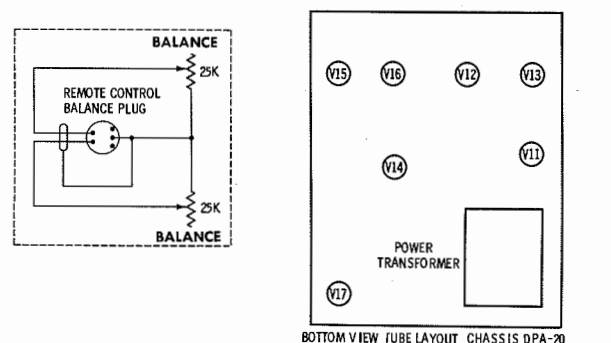 BALANCE
25K
REMOTE CONTROL
BALANCE PLUG
25K
BALANCE
V15
V16
V12
V13
V14
V11
POWER
TRANSFORMER
V17
BOTTOM VIEW TUBE LAYOUT CHASSIS DPA-20